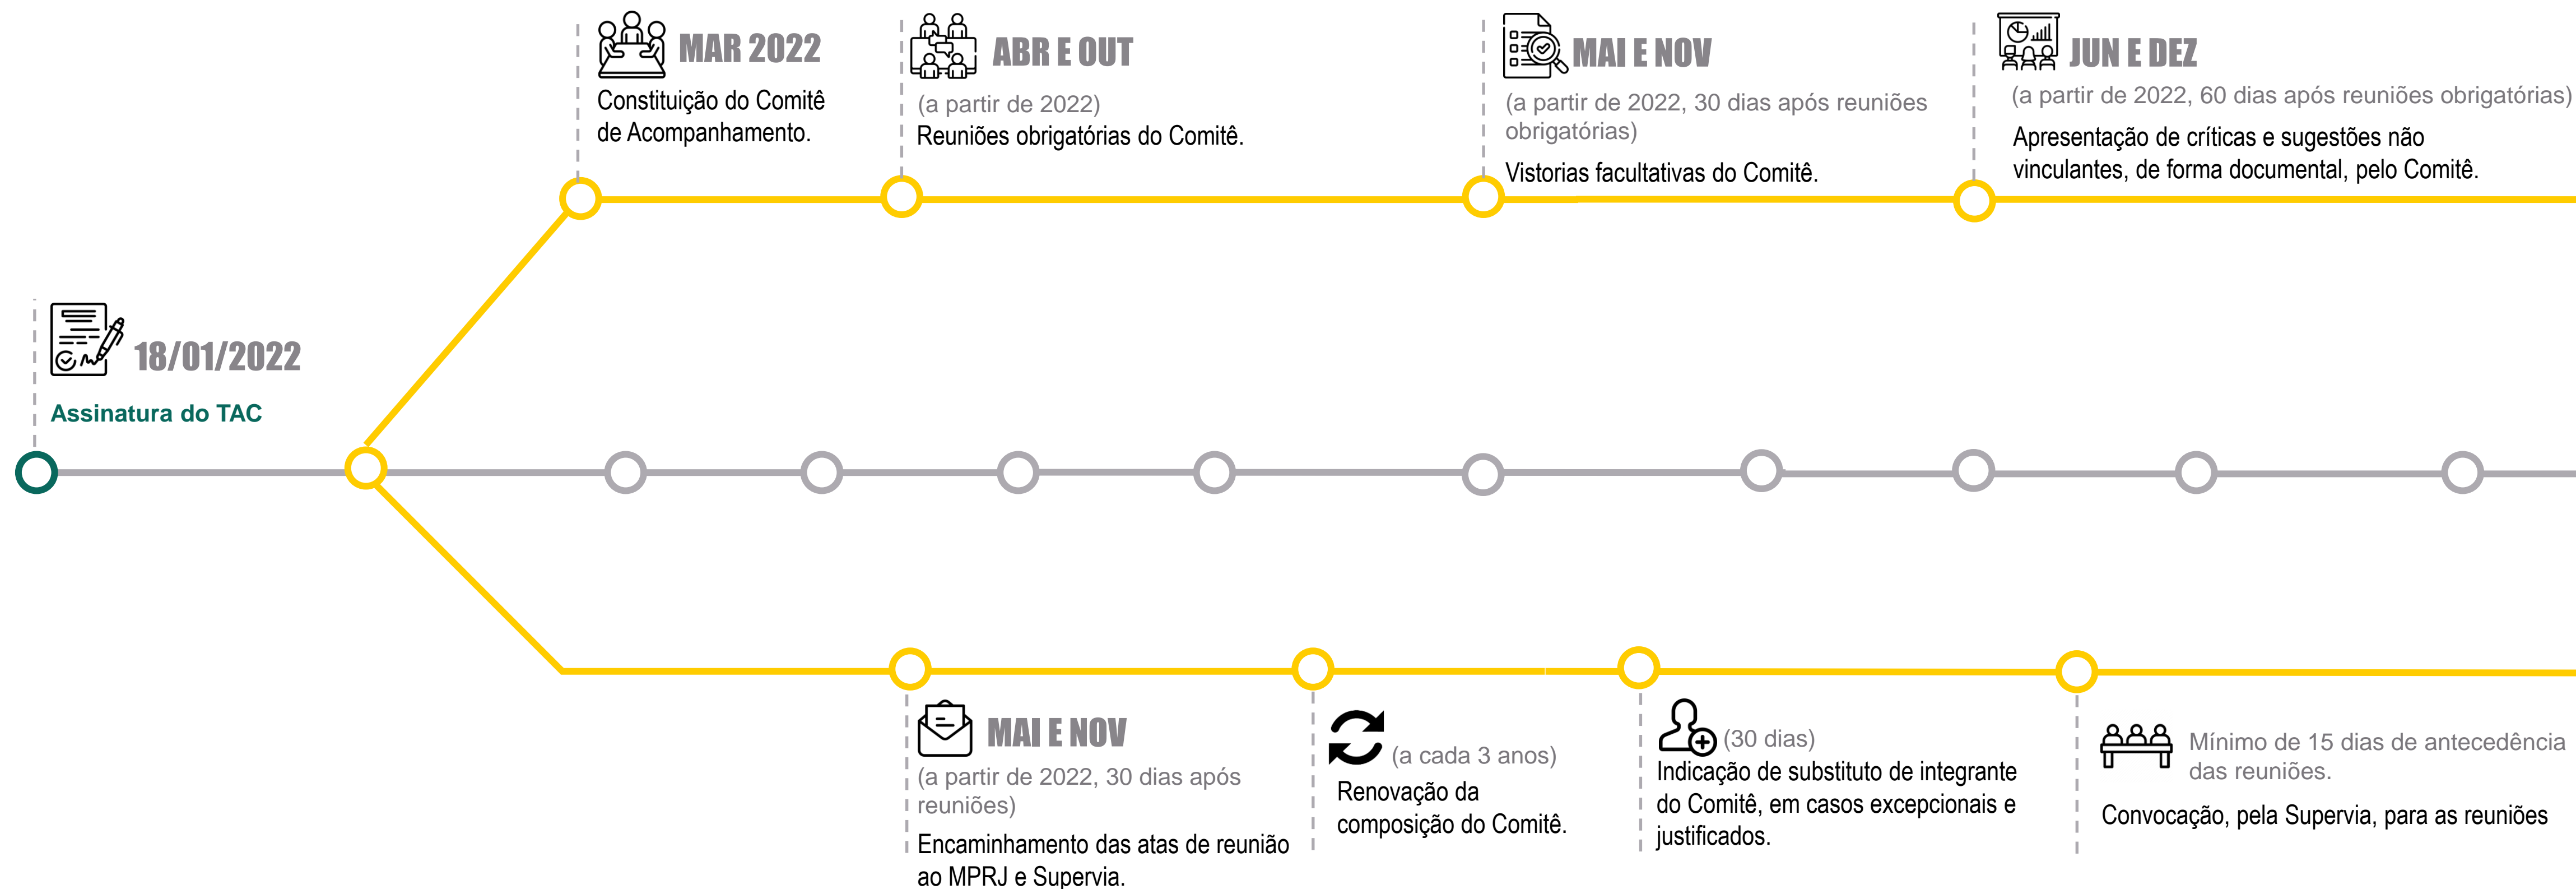 MAR 2022
Constituição do Comitê
de Acompanhamento.
ABR E OUT
(a partir de 2022)
Reuniões obrigatórias do Comitê.
MAI E NOV
(a partir de 2022, 30 dias após reuniões
obrigatórias)
Vistorias facultativas do Comitê.
JUN E DEZ
(a partir de 2022, 60 dias após reuniões obrigatórias)
Apresentação de críticas e sugestões não
vinculantes, de forma documental, pelo Comitê.
18/01/2022
Assinatura do TAC
MAI E NOV
(a partir de 2022, 30 dias após
reuniões)
Encaminhamento das atas de reunião
ao MPRJ e Supervia.
(a cada 3 anos)
Renovação da
composição do Comitê.
(30 dias)
Indicação de substituto de integrante
do Comitê, em casos excepcionais e
justificados.
Mínimo de 15 dias de antecedência
das reuniões.
Convocação, pela Supervia, para as reuniões